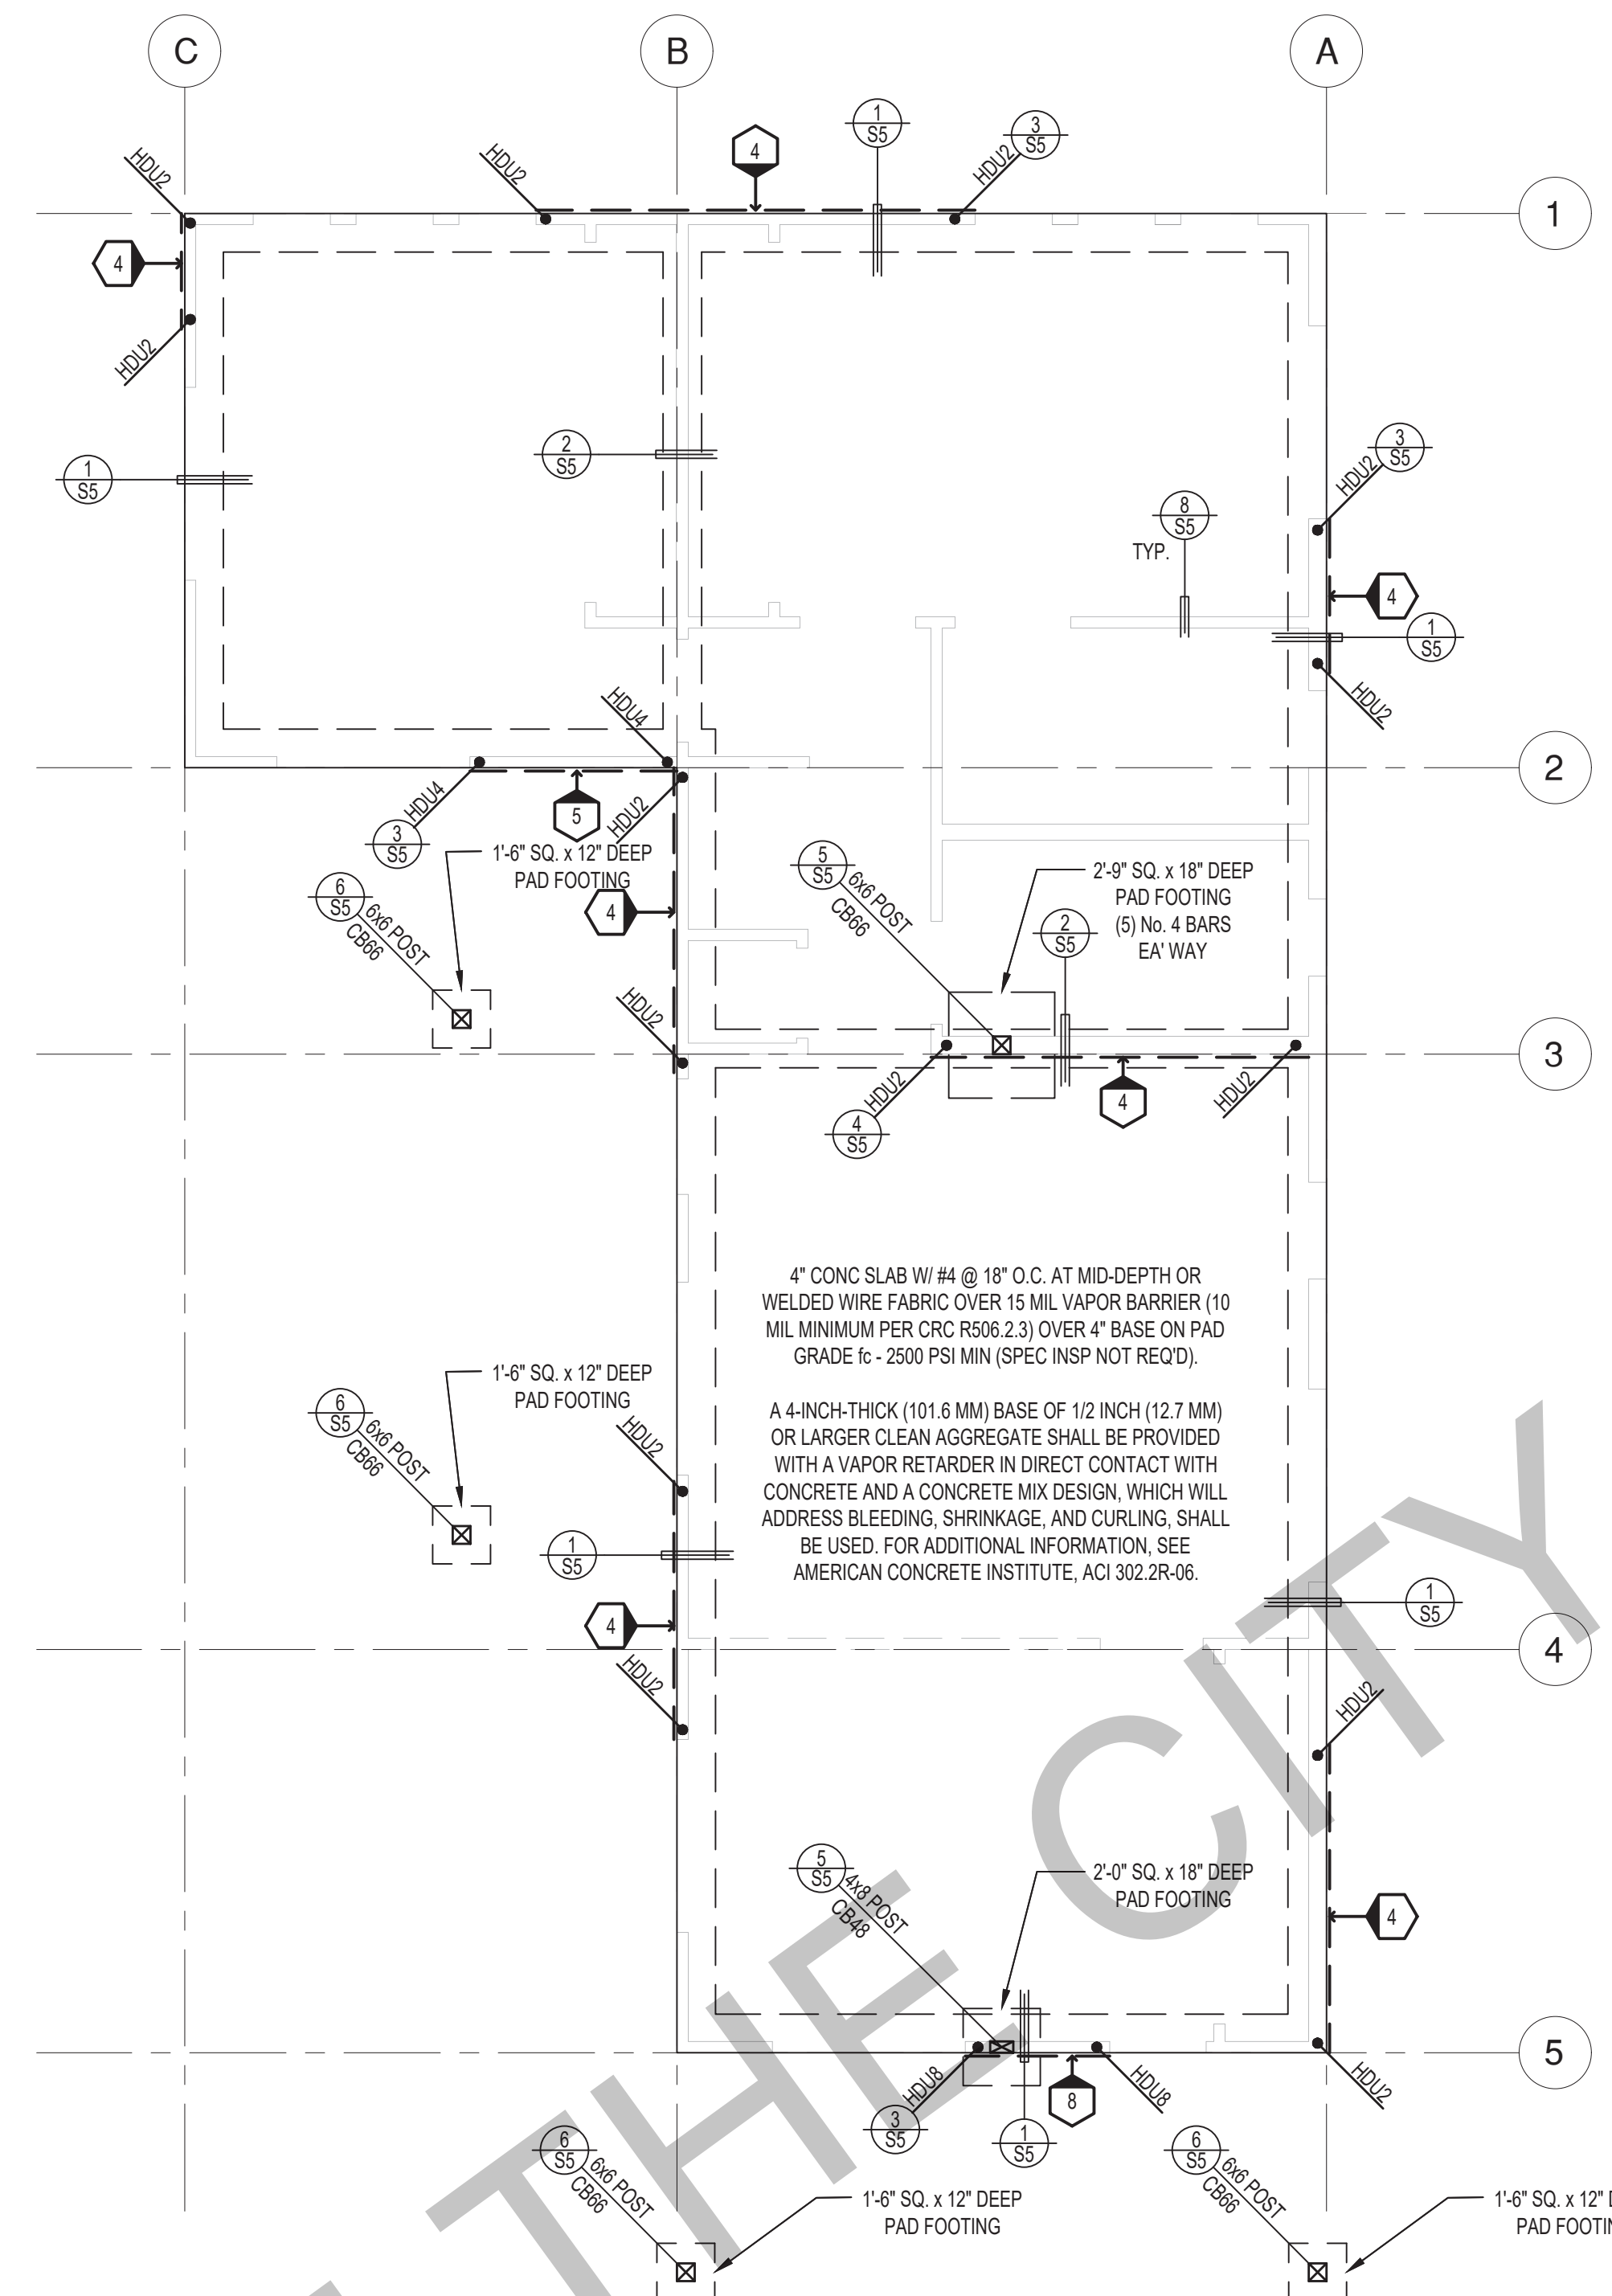 C
B
A
1
S5
3
S5
HDU2
HDU2
HDU2
4
1
4
HDU2
3
S5
HDU2
2
S5
1
S5
8
S5
TYP.
4
1
S5
HDU2
HDU4
2
HDU4
HDU2
5
3
S5
1'-6" SQ. x 12" DEEP
PAD FOOTING
6
S5
6x6 POST
CB66
4
5
S5
6x6 POST
CB66
2'-9" SQ. x 18" DEEP
PAD FOOTING
(5) No. 4 BARS
EA' WAY
2
S5
HDU2
3
HDU2
4
S5
4
HDU2
4" CONC SLAB W/ #4 @ 18" O.C. AT MID-DEPTH OR
WELDED WIRE FABRIC OVER 15 MIL VAPOR BARRIER (10
MIL MINIMUM PER CRC R506.2.3) OVER 4" BASE ON PAD
GRADE fc - 2500 PSI MIN (SPEC INSP NOT REQ'D).
A 4-INCH-THICK (101.6 MM) BASE OF 1/2 INCH (12.7 MM)
OR LARGER CLEAN AGGREGATE SHALL BE PROVIDED
WITH A VAPOR RETARDER IN DIRECT CONTACT WITH
CONCRETE AND A CONCRETE MIX DESIGN, WHICH WILL
ADDRESS BLEEDING, SHRINKAGE, AND CURLING, SHALL
BE USED. FOR ADDITIONAL INFORMATION, SEE
AMERICAN CONCRETE INSTITUTE, ACI 302.2R-06.
1'-6" SQ. x 12" DEEP
PAD FOOTING
6
S5
6x6 POST
CB66
HDU2
1
S5
4
1
S5
4
HDU2
HDU2
5
S5
4x8 POST
CB48
2'-0" SQ. x 18" DEEP
PAD FOOTING
4
5
HDU8
3
S5
1
S5
8
HDU8
HDU2
6
S5
6x6 POST
CB66
1'-6" SQ. x 12" DEEP
PAD FOOTING
6
S5
6x6 POST
CB66
1'-6" SQ. x 12"
PAD
THE CITY